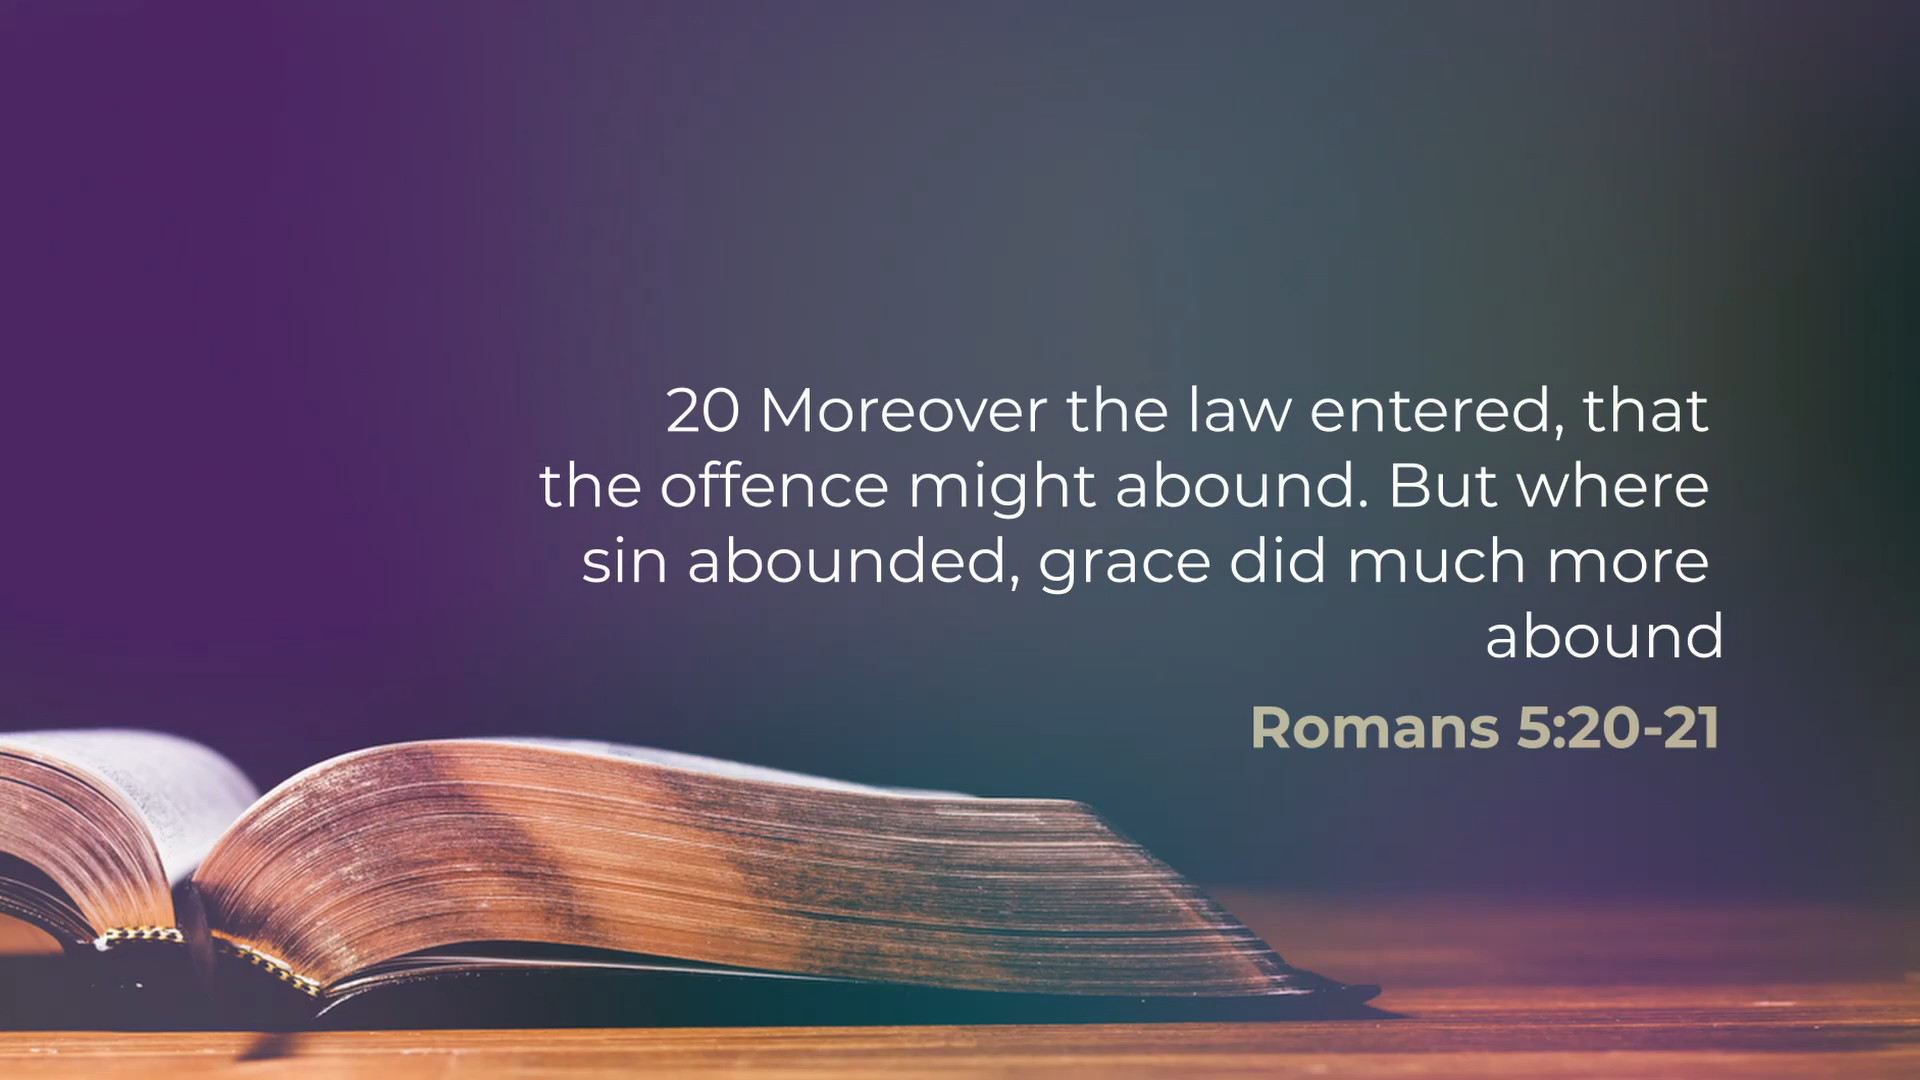 20 Moreover the law entered, that
the offence might abound. But where
sin abounded, grace did much more
abound
Romans 5:20-21